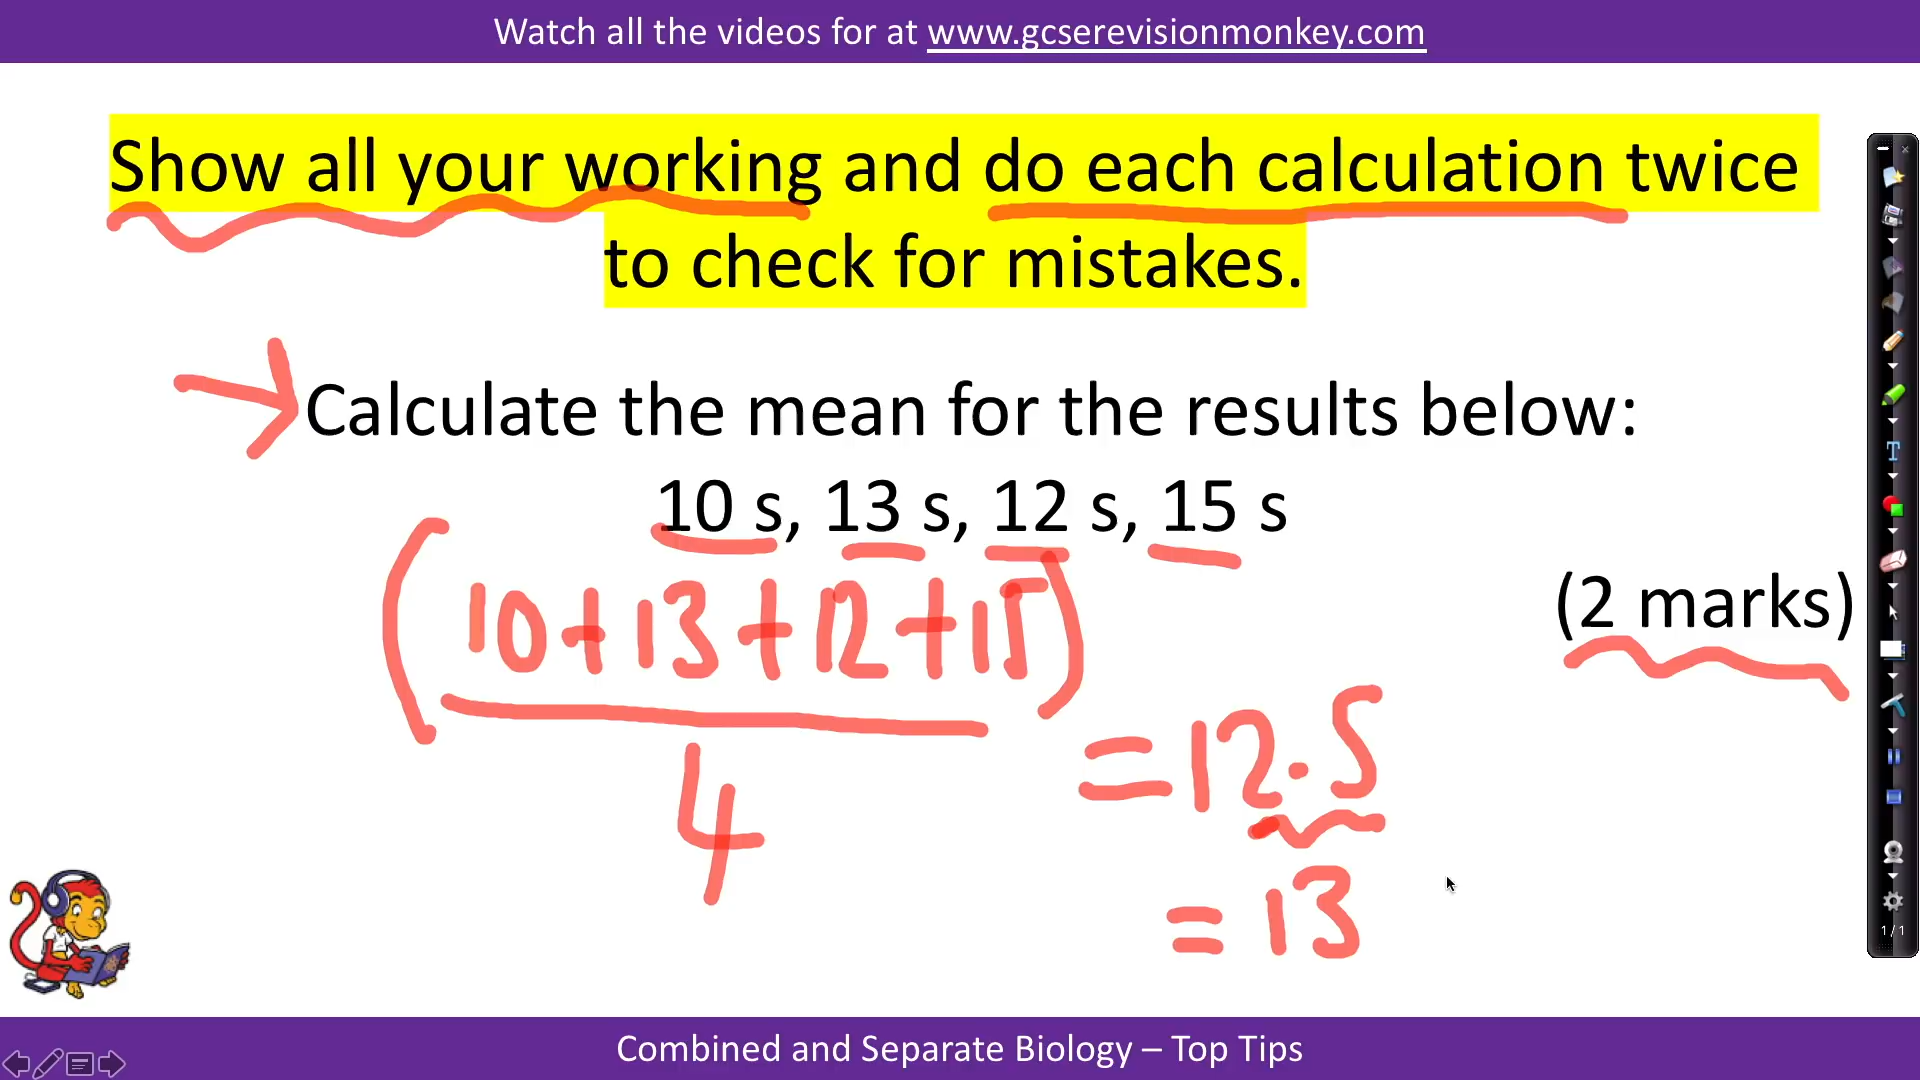 Watch all the videos for at www.gcserevisionmonkey.com
Show all your working and do each calculation twice
to check for mistakes.
Calculate the mean for the results below:
10 s, 13 s, 12 s, 15 s
(2 marks)
(10+13+12+15)
4
=12.5
=13
1/1
Combined and Separate Biology – Top Tips